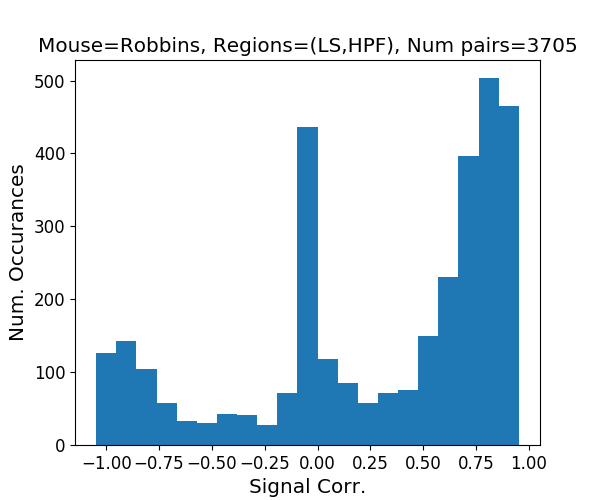 Mouse=Robbins, Regions=(LS,HPF), Num pairs=3705
500
400
300
200
100
0
Num. Occurances
−1.00 −0.75 −0.50 −0.25 0.00 0.25 0.50 0.75 1.00
Signal Corr.